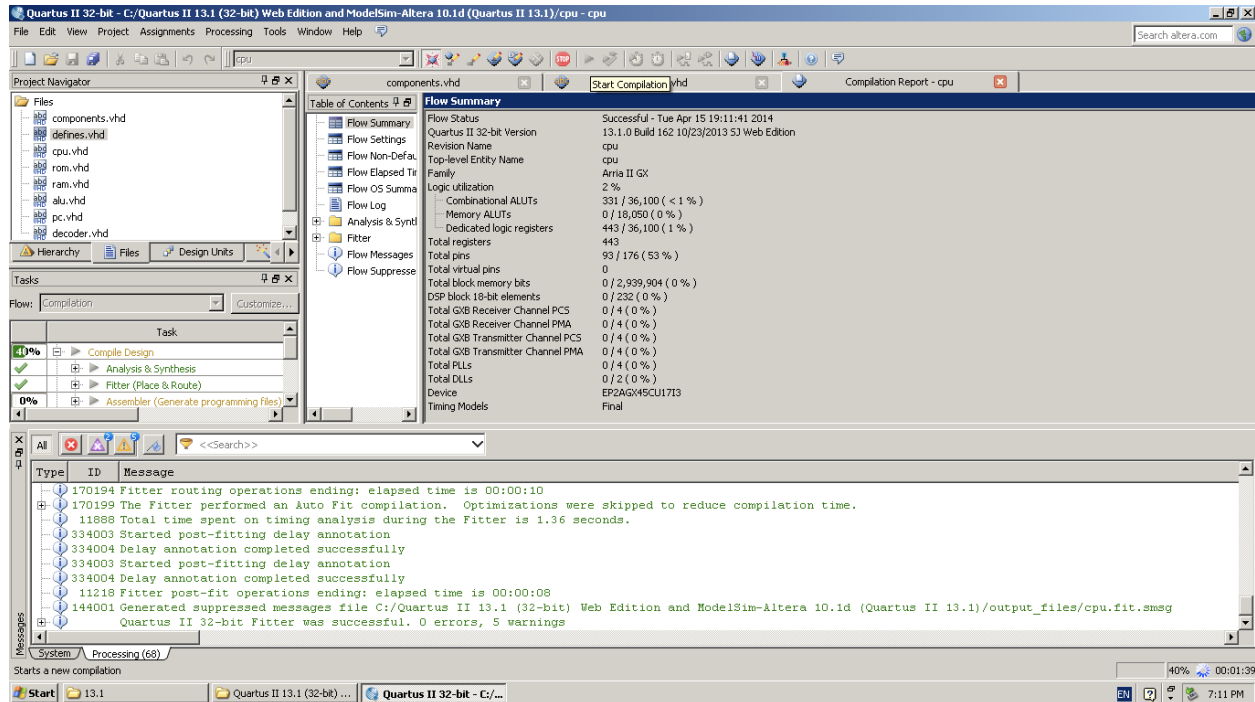 Quartus II 32-bit - C:/Quartus II 13.1 (32-bit) Web Edition and ModelSim-Altera 10.1d (Quartus II 13.1)/cpu - cpu
File Edit View Project Assignments Processing Tools Window Help
Search altera.com
cpu
Project Navigator
Files
components.vhd
defines.vhd
cpu.vhd
rom.vhd
ram.vhd
alu.vhd
pc.vhd
decoder.vhd
Hierarchy Files Design Units
Tasks
Flow: Compilation Customize...
Task
40% Compile Design
Analysis & Synthesis
Fitter (Place & Route)
0% Assembler (Generate programming files)
components.vhd
Start Compilation vhd
Compilation Report - cpu
Table of Contents
Flow Summary
Flow Settings
Flow Non-Defau
Flow Elapsed Tir
Flow OS Summa
Flow Log
Analysis & Syntl
Fitter
Flow Messages
Flow Suppresse
Flow Summary
Flow Status Successful - Tue Apr 15 19:11:41 2014
Quartus II 32-bit Version 13.1.0 Build 162 10/23/2013 SJ Web Edition
Revision Name cpu
Top-level Entity Name cpu
Family Arria II GX
Logic utilization 2 %
Combinational ALUTs 331 / 36,100 ( < 1 % )
Memory ALUTs 0 / 18,050 ( 0 % )
Dedicated logic registers 443 / 36,100 ( 1 % )
Total registers 443
Total pins 93 / 176 ( 53 % )
Total virtual pins 0
Total block memory bits 0 / 2,939,904 ( 0 % )
DSP block 18-bit elements 0 / 232 ( 0 % )
Total GXB Receiver Channel PCS 0 / 4 ( 0 % )
Total GXB Receiver Channel PMA 0 / 4 ( 0 % )
Total GXB Transmitter Channel PCS 0 / 4 ( 0 % )
Total GXB Transmitter Channel PMA 0 / 4 ( 0 % )
Total PLLs 0 / 4 ( 0 % )
Total DLLs 0 / 2 ( 0 % )
Device EP2AGX45CU17I3
Timing Models Final
All 2 5 <<Search>>
Type ID Message
170194 Fitter routing operations ending: elapsed time is 00:00:10
170199 The Fitter performed an Auto Fit compilation. Optimizations were skipped to reduce compilation time.
11888 Total time spent on timing analysis during the Fitter is 1.36 seconds.
334003 Started post-fitting delay annotation
334004 Delay annotation completed successfully
334003 Started post-fitting delay annotation
334004 Delay annotation completed successfully
11218 Fitter post-fit operations ending: elapsed time is 00:00:08
144001 Generated suppressed messages file C:/Quartus II 13.1 (32-bit) Web Edition and ModelSim-Altera 10.1d (Quartus II 13.1)/output_files/cpu.fit.smsg
Quartus II 32-bit Fitter was successful. 0 errors, 5 warnings
Messages
System Processing (68)
Starts a new compilation
40% 00:01:39
Start 13.1 Quartus II 13.1 (32-bit) ... Quartus II 32-bit - C:/... EN 7:11 PM